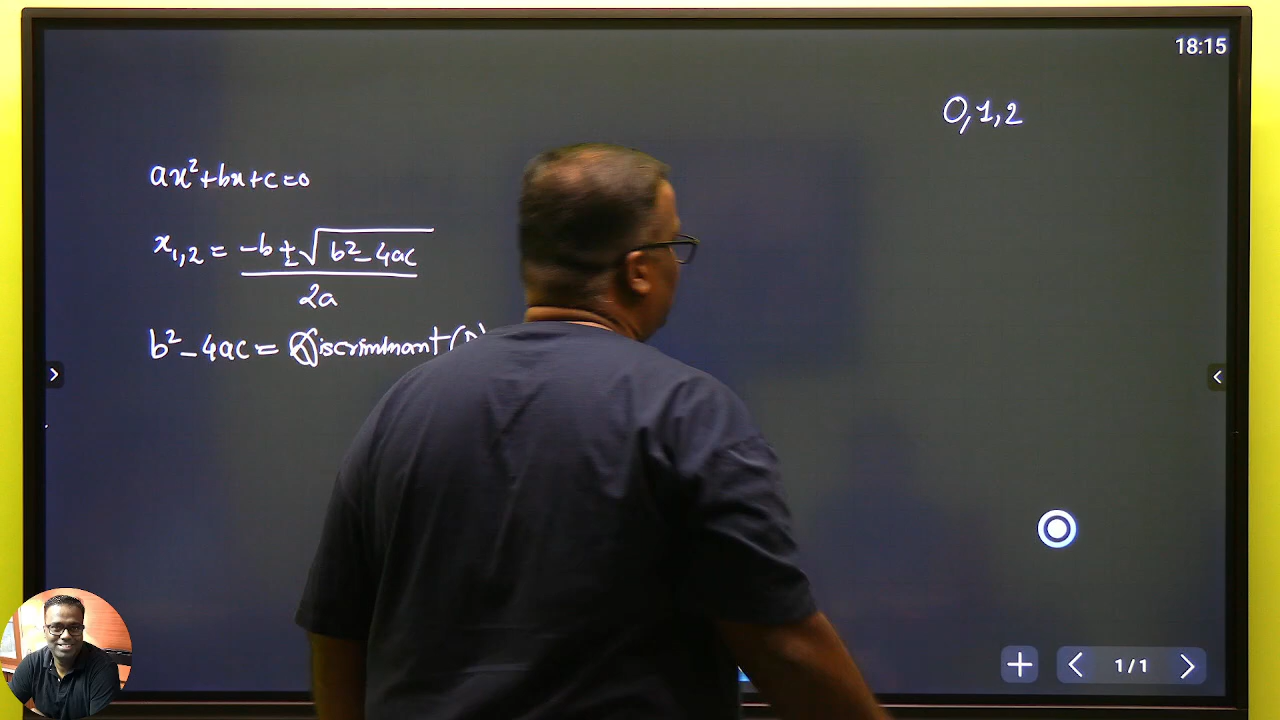 18:15
0,1,2
ax²+bx+c=0
x₁,₂ = -b ± √b²-4ac
2a
b²-4ac = Discriminant
1/1